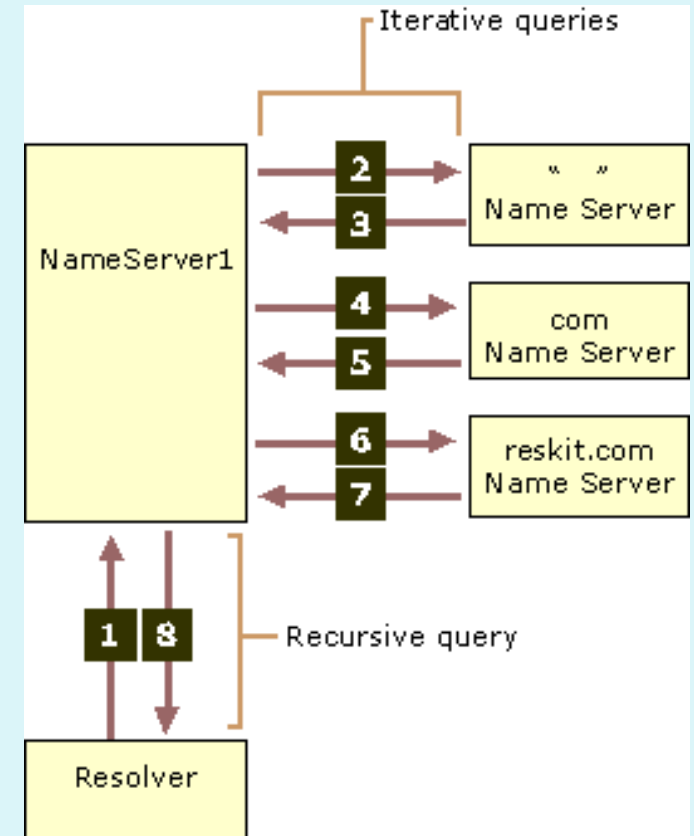 Iterative queries
2
" "
Name Server
3
NameServer1
4
com
Name Server
5
6
reskit.com
Name Server
7
1 8
Recursive query
Resolver